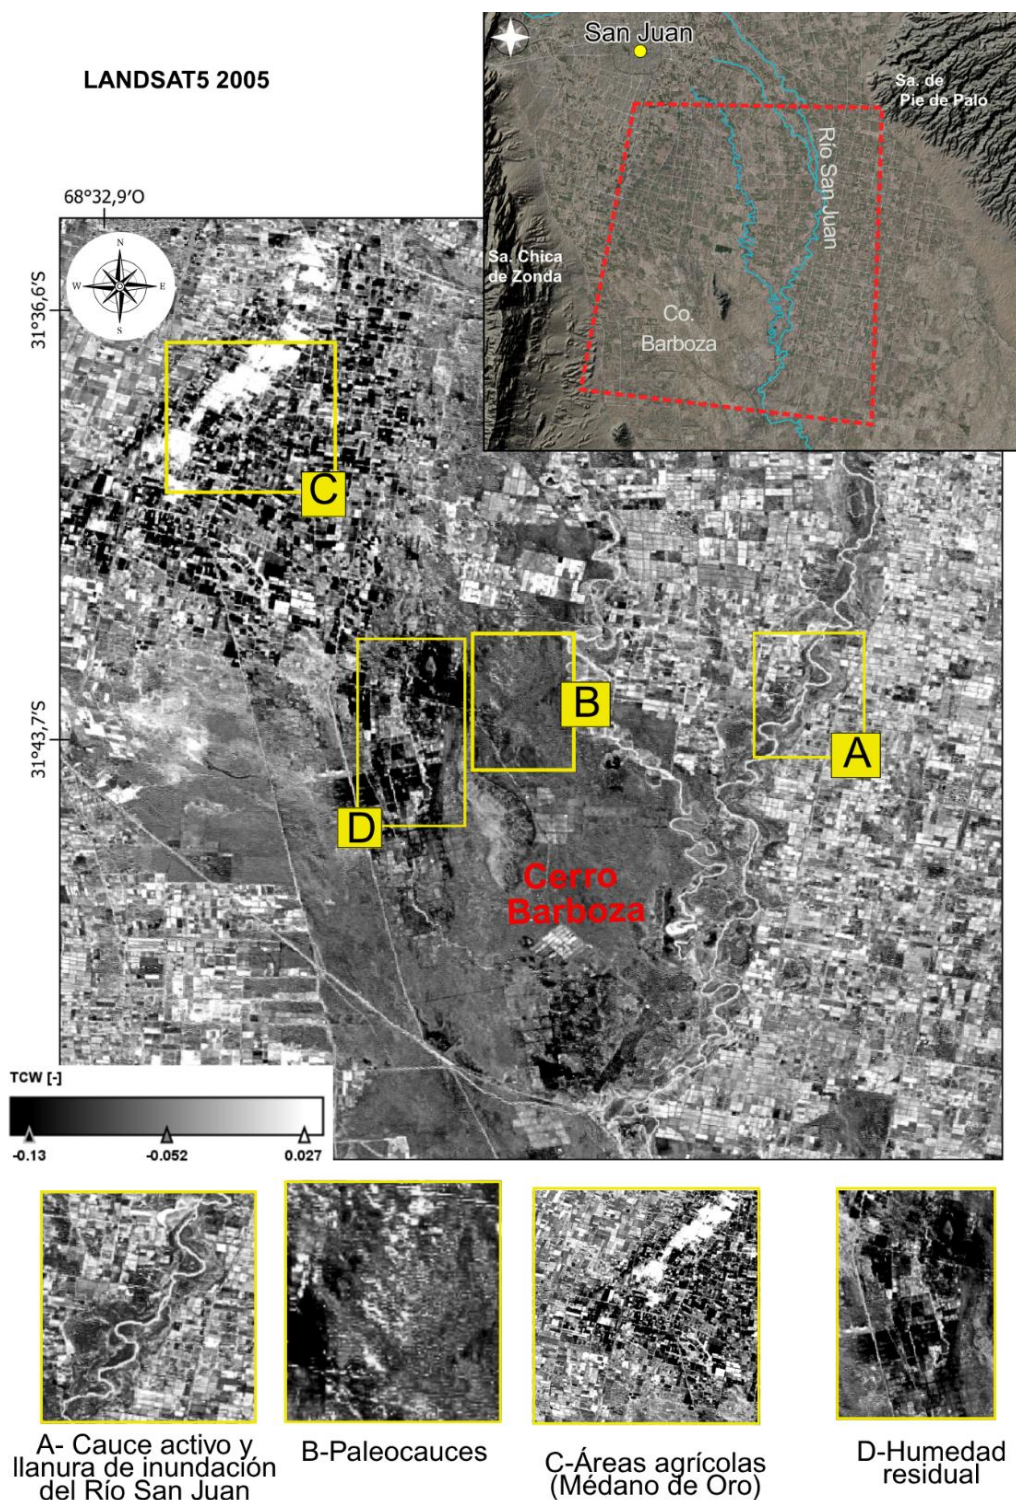 LANDSAT5 2005
San Juan
Sa. de
Pie de Palo
Río San Juan
Sa. Chica
de Zonda
Co.
Barboza
68°32,9'O
N
W
E
S
31°36,6'S
31°43,7'S
C
B
A
D
Cerro
Barboza
TCW [-]
-0.13
-0.052
0.027
A- Cauce activo y
llanura de inundación
del Río San Juan
B-Paleocauces
C-Áreas agrícolas
(Médano de Oro)
D-Humedad
residual